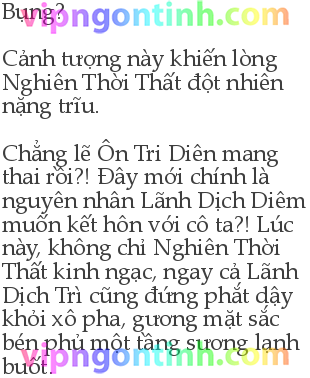 Bụng?
vipngontinh.com
Cảnh tượng này khiến lòng
Nghiên Thời Thất đột nhiên
nặng trĩu.
Chẳng lẽ Ôn Tri Diên mang
thai rồi?! Đây mới chính là
nguyên nhân Lãnh Dịch Diêm
muốn kết hôn với cô ta?! Lúc
này, không chỉ Nghiên Thời
Thất kinh ngạc, ngay cả Lãnh
Dịch Trì cũng đứng phắt dậy
khỏi xô pha, gương mặt sắc
bén phủ một tầng sương lạnh
vipngontinh.com
buốt.